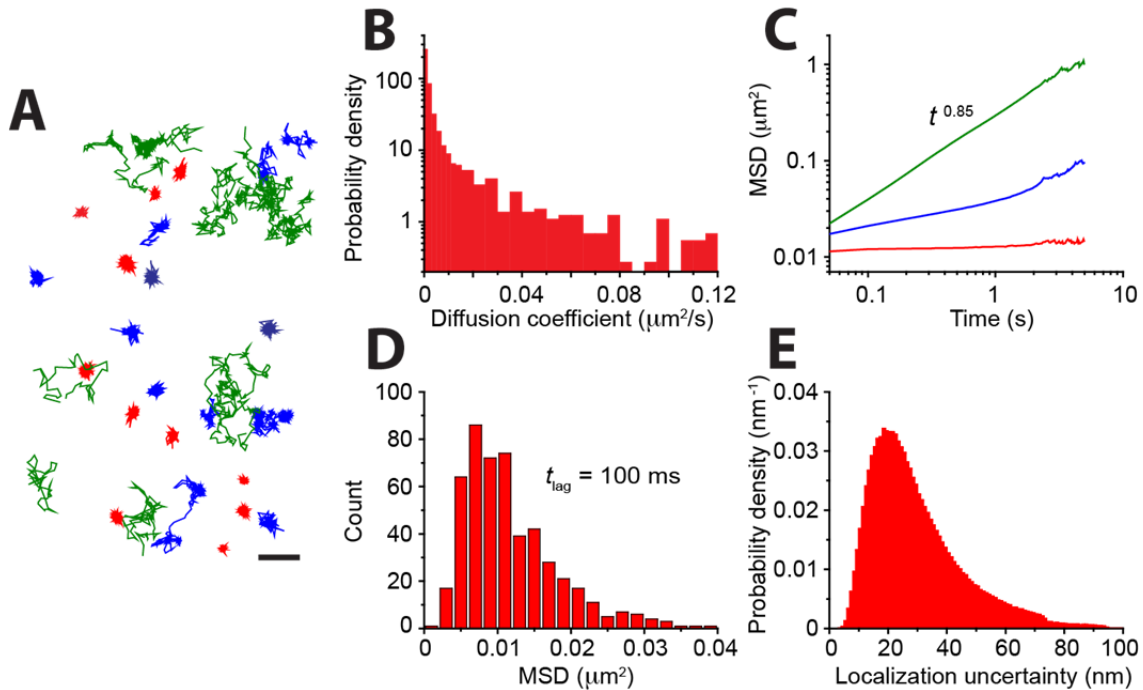 A
B
Probability density
100
10
1
0
0.04
0.08
0.12
Diffusion coefficient (μm²/s)
C
MSD (μm²)
1
0.1
0.01
t 0.85
0.1
1
10
Time (s)
D
Count
100
80
60
40
20
0
tlag = 100 ms
0.01
0.02
0.03
0.04
MSD (μm²)
E
Probability density (nm⁻¹)
0.04
0.03
0.02
0.01
0
0
20
40
60
80
100
Localization uncertainty (nm)